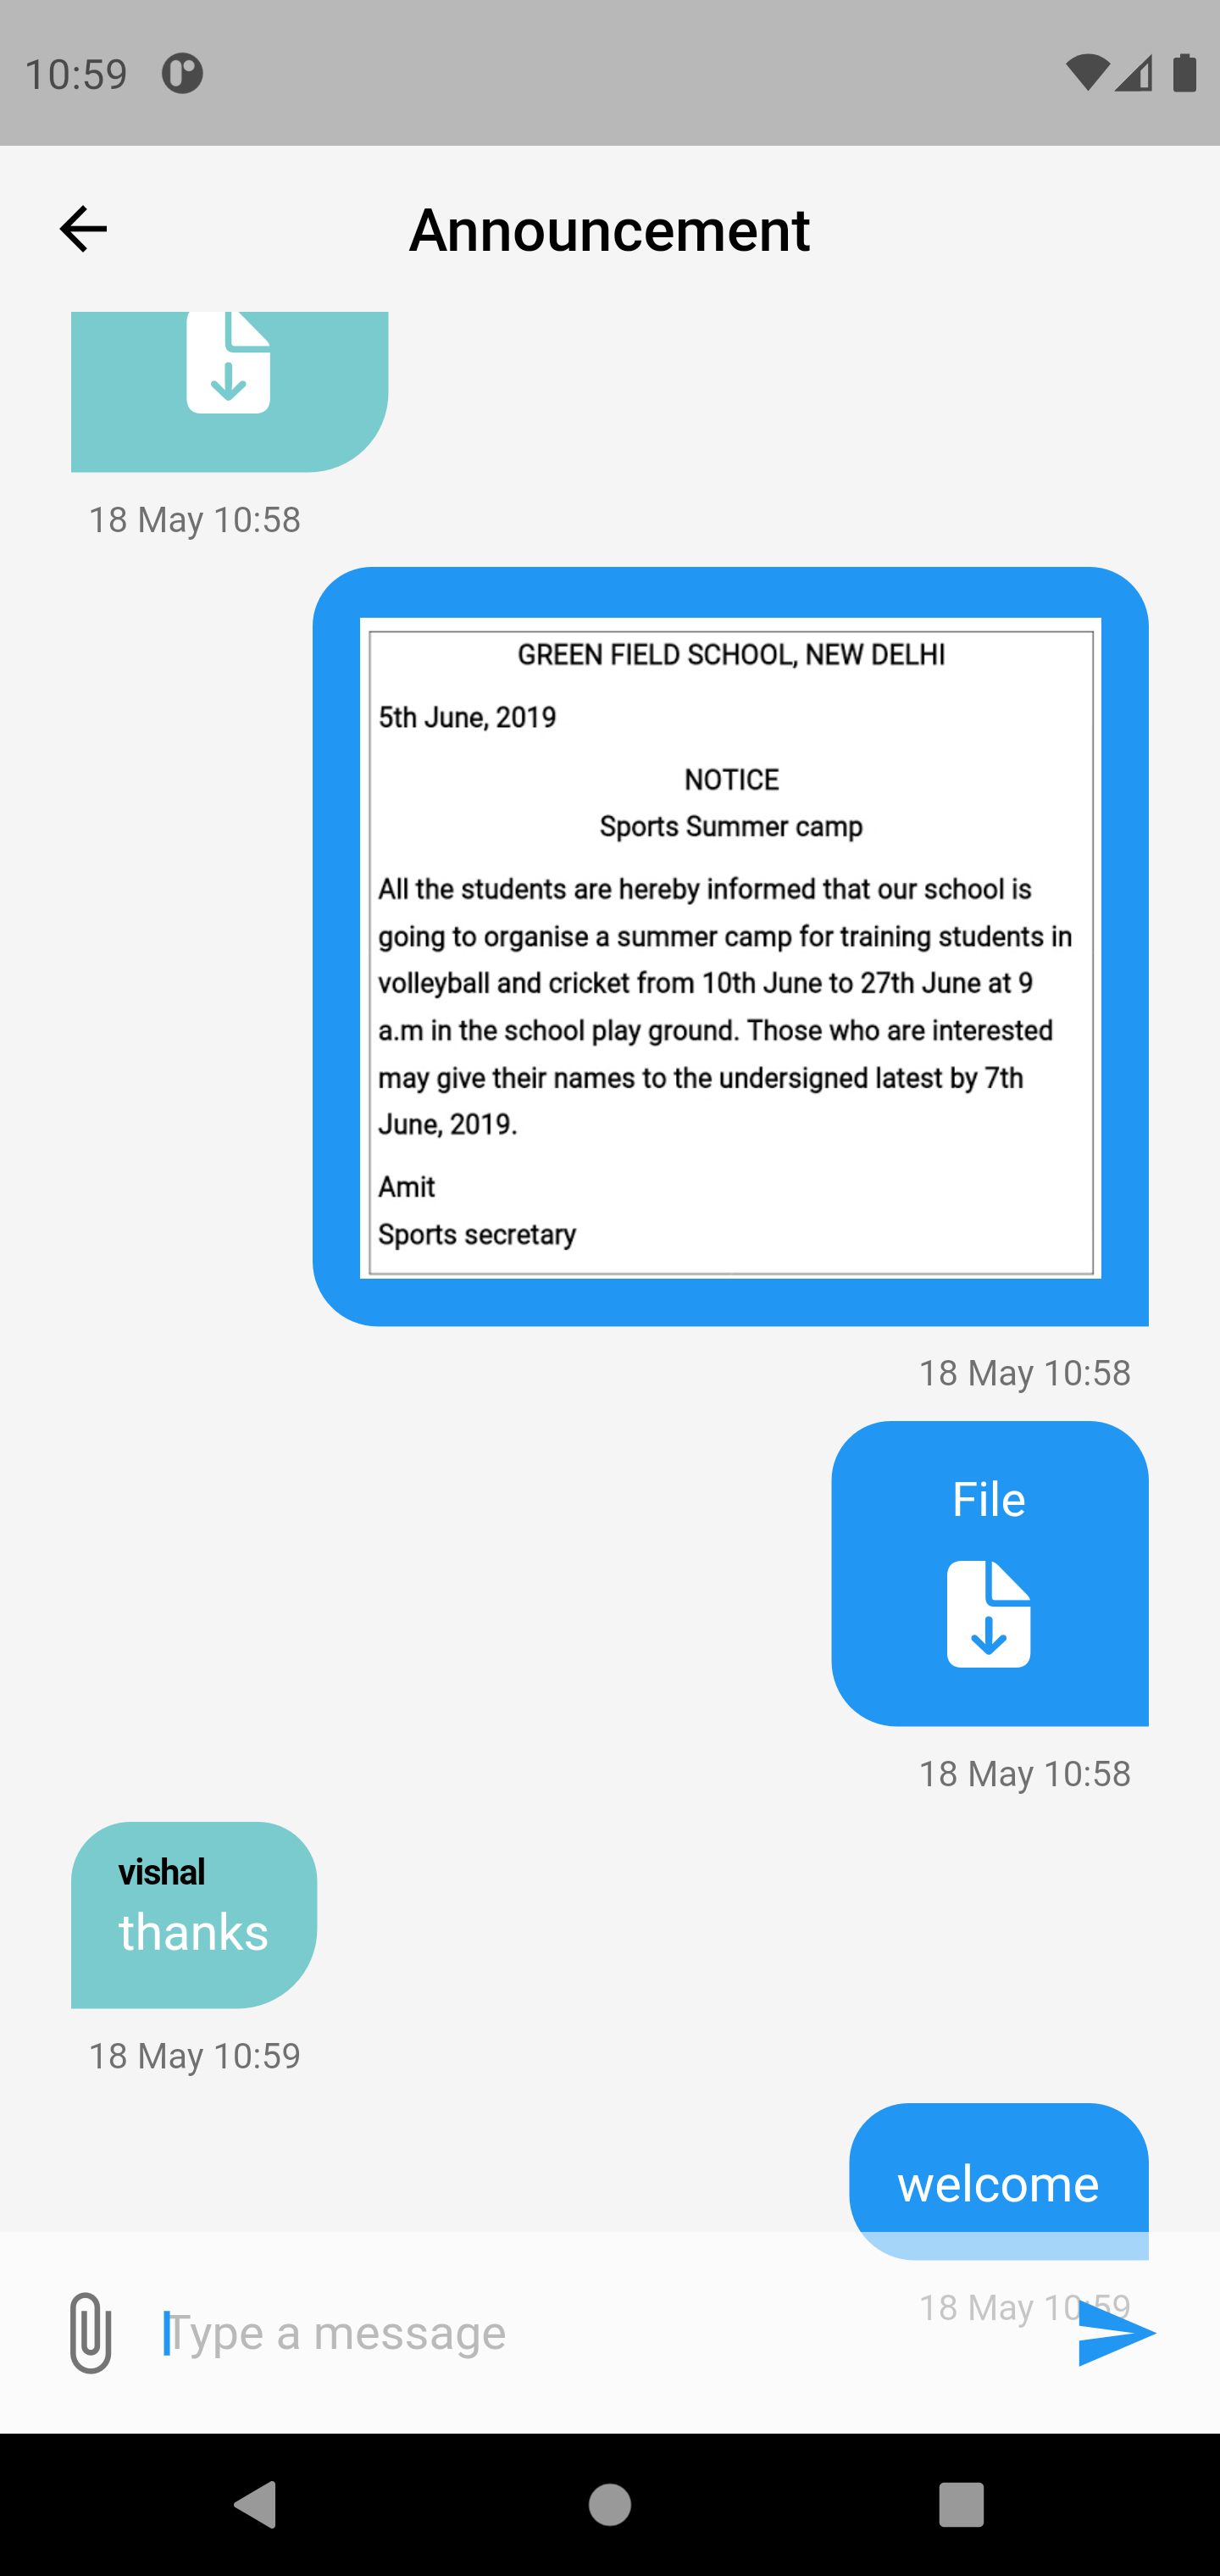 10:59
Announcement
18 May 10:58
GREEN FIELD SCHOOL, NEW DELHI
5th June, 2019
NOTICE
Sports Summer camp
All the students are hereby informed that our school is
going to organise a summer camp for training students in
volleyball and cricket from 10th June to 27th June at 9
a.m in the school play ground. Those who are interested
may give their names to the undersigned latest by 7th
June, 2019.
Amit
Sports secretary
18 May 10:58
File
18 May 10:58
vishal
thanks
18 May 10:59
welcome
18 May 10:59
Type a message